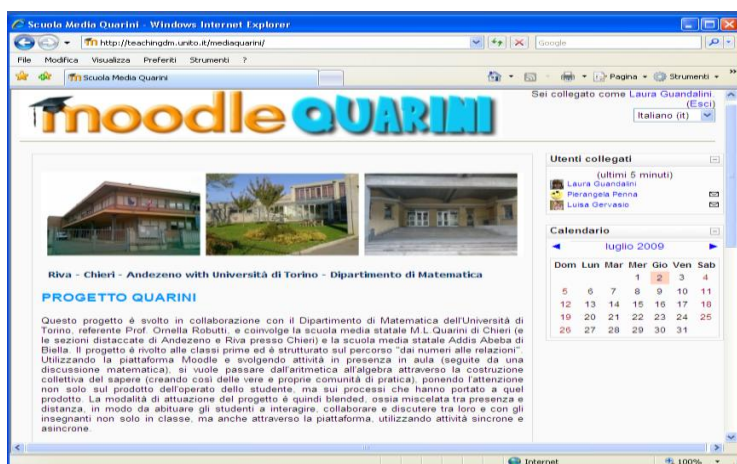 Scuola Media Quarini - Windows Internet Explorer
http://teachingdm.unito.it/mediaquarini/
Google
File Modifica Visualizza Preferiti Strumenti ?
Scuola Media Quarini
Pagina Strumenti
moodle QUARINI
Sei collegato come Laura Guandalini.
(Esci)
Italiano (it)
Riva - Chieri - Andezeno with Università di Torino - Dipartimento di Matematica
PROGETTO QUARINI
Questo progetto è svolto in collaborazione con il Dipartimento di Matematica dell'Università di
Torino, referente Prof. Ornella Robutti, e coinvolge la scuola media statale M.L.Quarini di Chieri (e
le sezioni distaccate di Andezeno e Riva presso Chieri) e la scuola media statale Addis Abeba di
Biella. Il progetto è rivolto alle classi prime ed è strutturato sul percorso "dai numeri alle relazioni".
Utilizzando la piattaforma Moodle e svolgendo attività in presenza in aula (seguite da una
discussione matematica), si vuole passare dall'aritmetica all'algebra attraverso la costruzione
collettiva del sapere (creando così delle vere e proprie comunità di pratica), ponendo l'attenzione
non solo sul prodotto dell'operato dello studente, ma sui processi che hanno portato a quel
prodotto. La modalità di attuazione del progetto è quindi blended, ossia miscelata tra presenza e
distanza, in modo da abituare gli studenti a interagire, collaborare e discutere tra loro e con gli
insegnanti non solo in classe, ma anche attraverso la piattaforma, utilizzando attività sincrone e
asincrone.
Utenti collegati
(ultimi 5 minuti)
Laura Guandalini
Pierangela Penna
Luisa Gervasio
Calendario
luglio 2009
Dom Lun Mar Mer Gio Ven Sab
1 2 3 4
5 6 7 8 9 10 11
12 13 14 15 16 17 18
19 20 21 22 23 24 25
26 27 28 29 30 31
Internet 100%